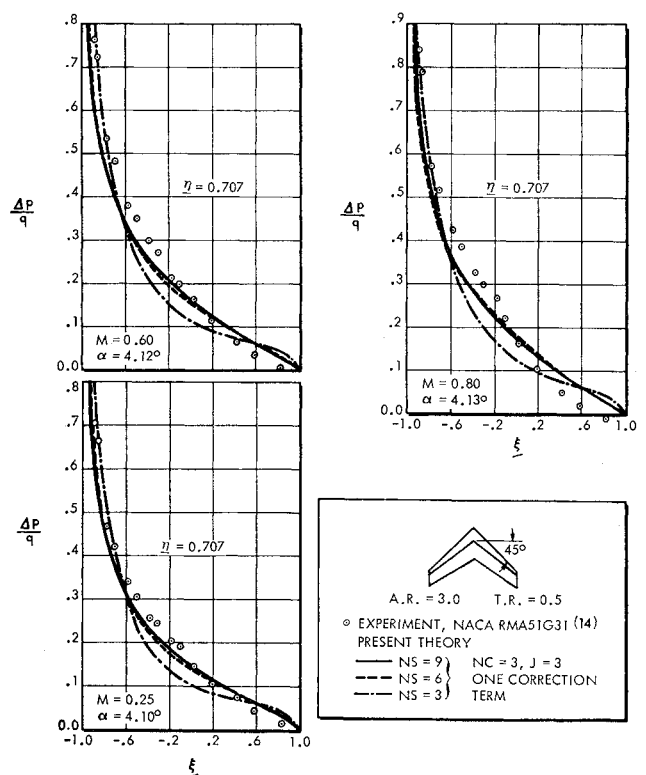 .8
.7
.6
.5
ΔP
q
.4
.3
.2
.1
0.0
η = 0.707
M = 0.60
α = 4.12°
.9
.8
.7
.6
.5
ΔP
q
.4
.3
.2
.1
0.0
η = 0.707
M = 0.80
α = 4.13°
-1.0 -.6 -.2 .2 .6 1.0
ξ
.8
.7
.6
.5
ΔP
q
.4
.3
.2
.1
0.0
η = 0.707
M = 0.25
α = 4.10°
-1.0 -.6 -.2 .2 .6 1.0
ξ
45°
A.R. = 3.0 T.R. = 0.5
⊙ EXPERIMENT, NACA RMA51G31 (14)
PRESENT THEORY
NS = 9 NC = 3, J = 3
NS = 6 ONE CORRECTION
NS = 3 TERM